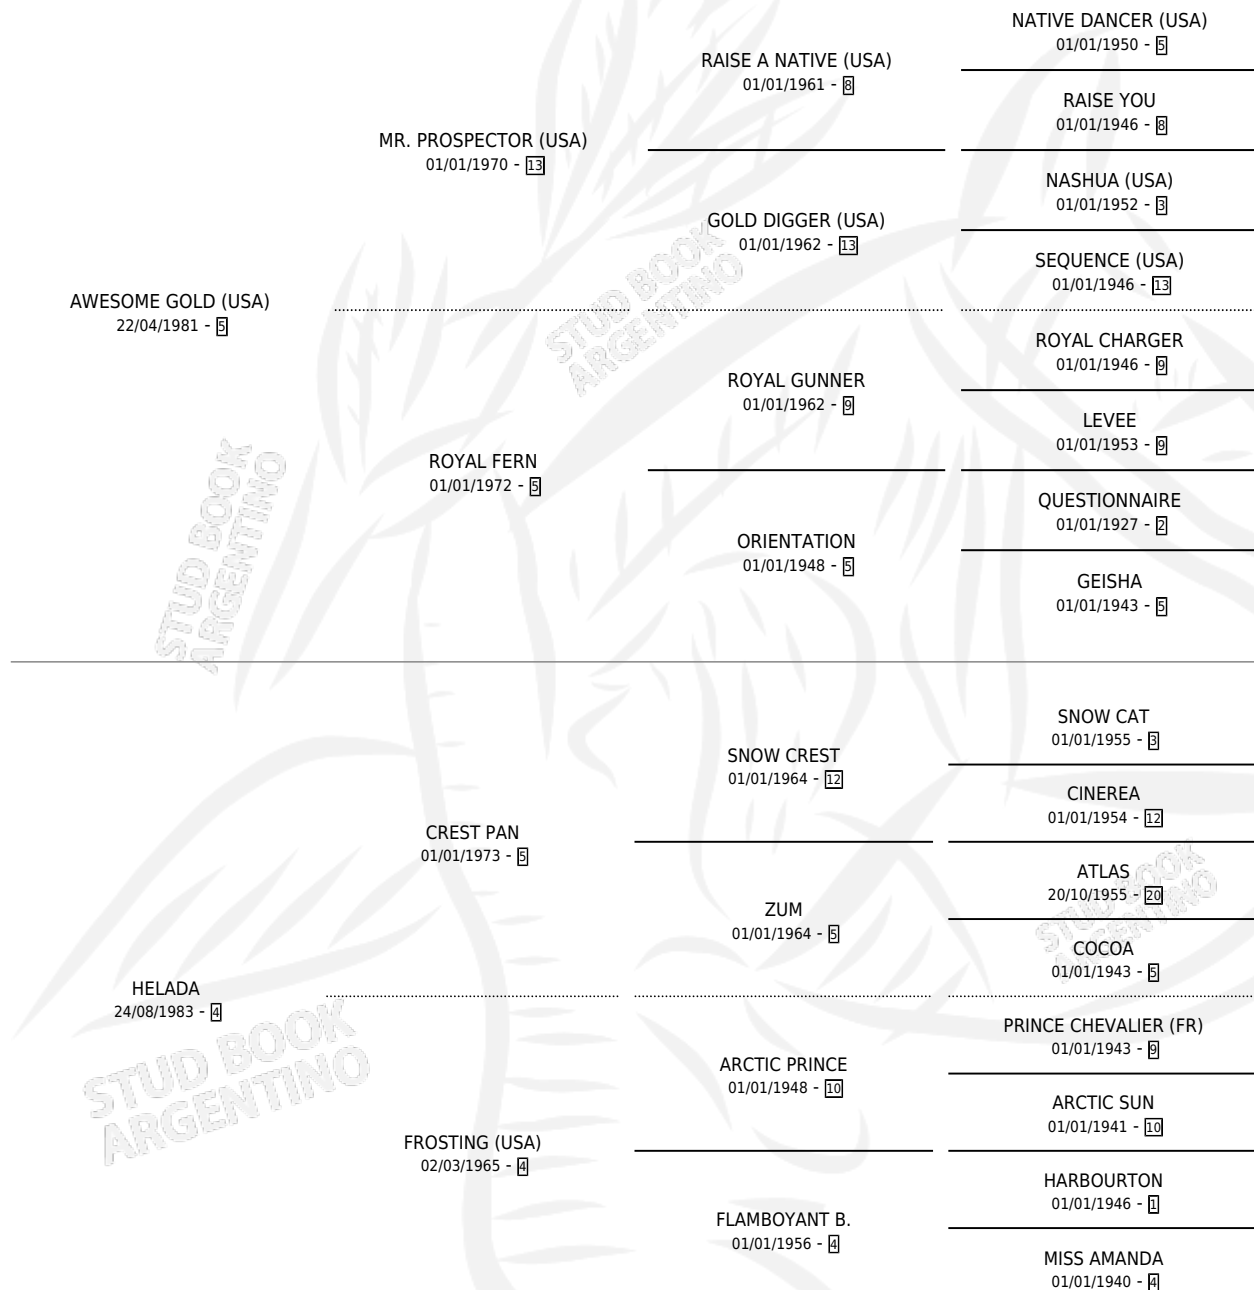 NATIVE DANCER (USA)
01/01/1950 - 5
RAISE A NATIVE (USA)
01/01/1961 - 8
RAISE YOU
01/01/1946 - 8
MR. PROSPECTOR (USA)
01/01/1970 - 13
NASHUA (USA)
01/01/1952 - 3
GOLD DIGGER (USA)
01/01/1962 - 13
SEQUENCE (USA)
01/01/1946 - 13
AWESOME GOLD (USA)
22/04/1981 - 5
STUD BOOK
ARGENTINO
ROYAL CHARGER
01/01/1946 - 9
ROYAL GUNNER
01/01/1962 - 9
LEVEE
01/01/1953 - 9
ROYAL FERN
01/01/1972 - 5
QUESTIONNAIRE
01/01/1927 - 2
ORIENTATION
01/01/1948 - 5
GEISHA
01/01/1943 - 5
STUD BOOK
ARGENTINO
SNOW CAT
01/01/1955 - 3
SNOW CREST
01/01/1964 - 12
CINEREA
01/01/1954 - 12
CREST PAN
01/01/1973 - 5
ATLAS
20/10/1955 - 20
ZUM
01/01/1964 - 5
COCOA
01/01/1943 - 5
STUD BOOK
ARGENTINO
HELADA
24/08/1983 - 4
STUD BOOK
ARGENTINO
PRINCE CHEVALIER (FR)
01/01/1943 - 9
ARCTIC PRINCE
01/01/1948 - 10
ARCTIC SUN
01/01/1941 - 10
FROSTING (USA)
02/03/1965 - 4
HARBOURTON
01/01/1946 - 1
FLAMBOYANT B.
01/01/1956 - 4
MISS AMANDA
01/01/1940 - 4